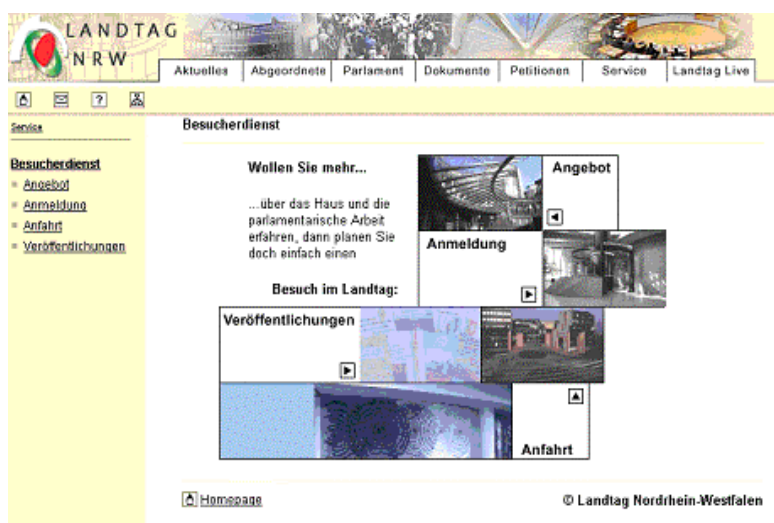 LANDTAG
NRW
Aktuelles
Abgeordnete
Parlament
Dokumente
Petitionen
Service
Landtag Live
?
Service
Besucherdienst
Angebot
Anmeldung
Anfahrt
Veröffentlichungen
Besucherdienst
Wollen Sie mehr...
...über das Haus und die
parlamentarische Arbeit
erfahren, dann planen Sie
doch einfach einen
Besuch im Landtag:
Angebot
Anmeldung
Veröffentlichungen
Anfahrt
Homepage
© Landtag Nordrhein-Westfalen